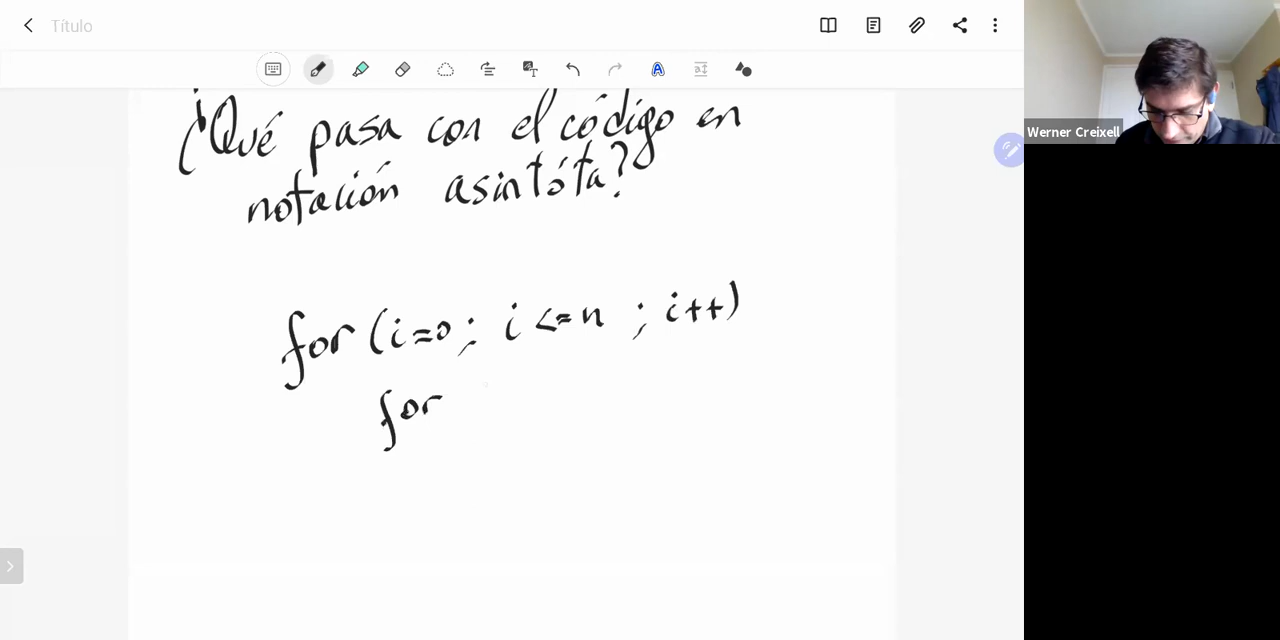 Título
¿Qué pasa con el código en
notación asintóta?
for (i=0; i <= n ; i++)
for
Werner Creixell